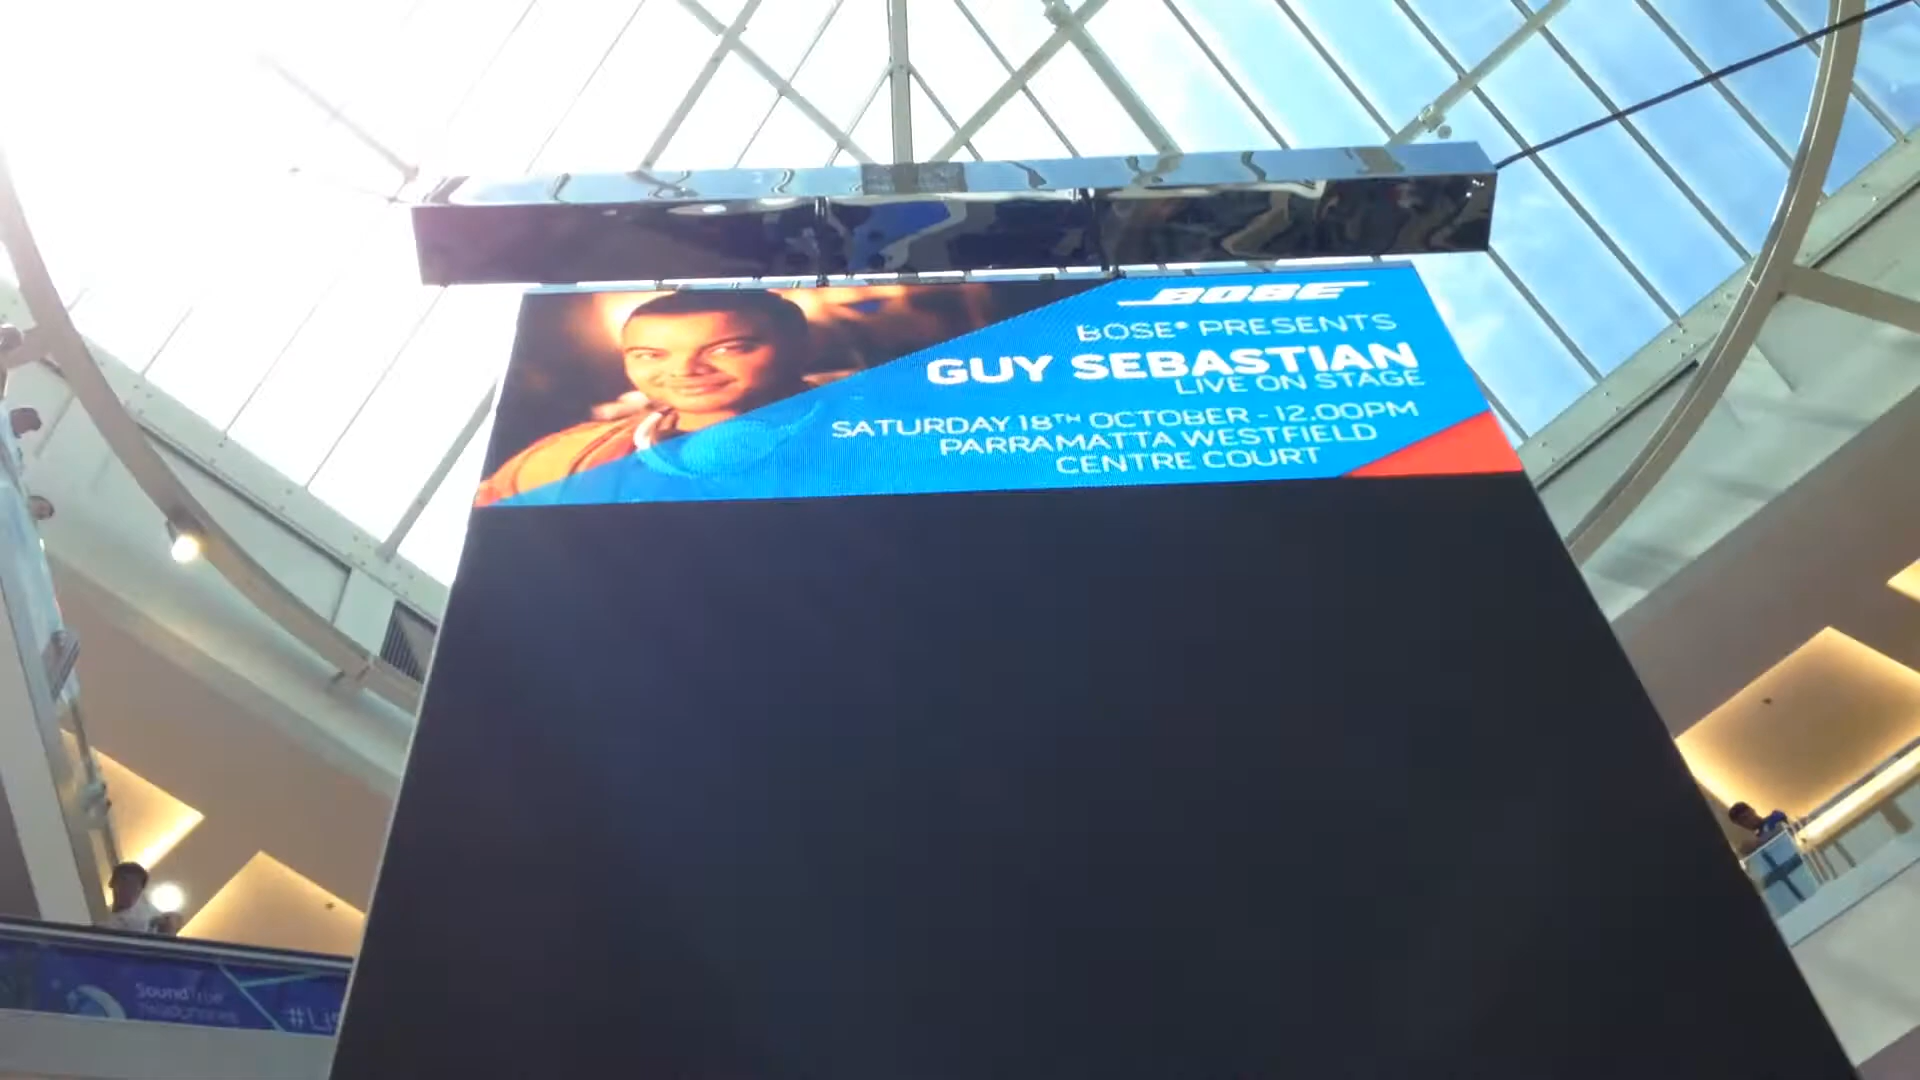 BOSE
BOSE® PRESENTS
GUY SEBASTIAN
LIVE ON STAGE
SATURDAY 18TH OCTOBER - 12.00PM
PARRAMATTA WESTFIELD
CENTRE COURT
SoundTrue
headphones